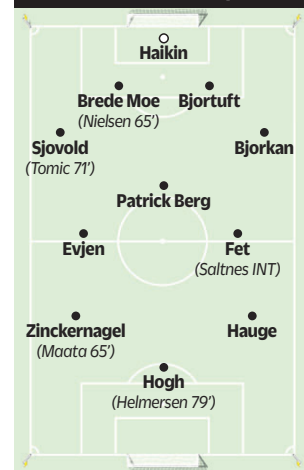 Haikin
Brede Moe Bjortuft
(Nielsen 65’)
Sjovold Bjorkan
(Tomic 71’)
Patrick Berg
Evjen Fet
(Saltnes INT)
Zinckernagel Hauge
(Maata 65’)
Hogh
(Helmersen 79’)